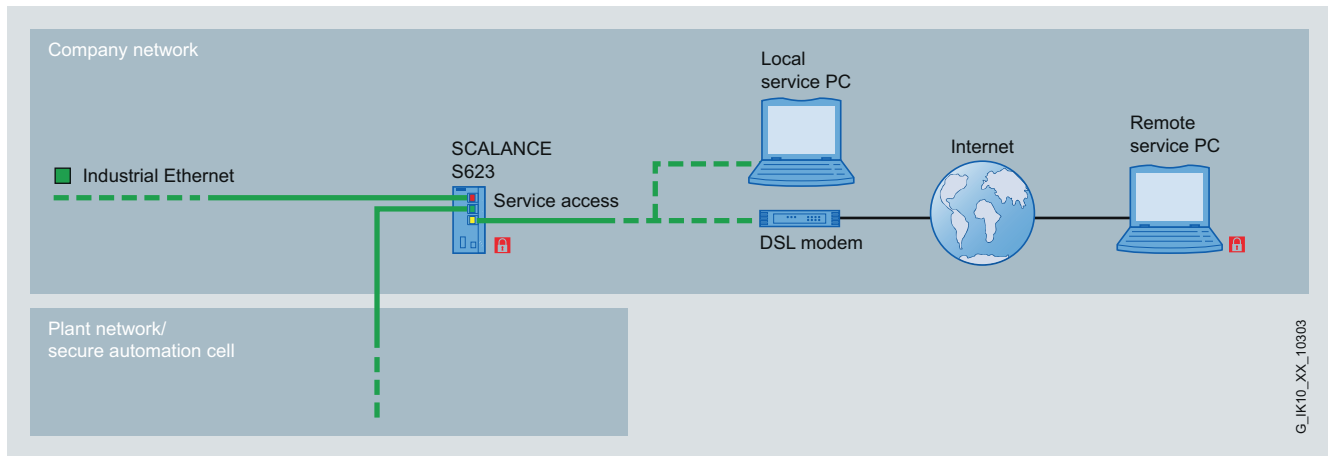 Company network
Local
service PC
Remote
service PC
Internet
SCALANCE
S623
Industrial Ethernet
Service access
DSL modem
Plant network/
secure automation cell
G_IK10_XX_10303